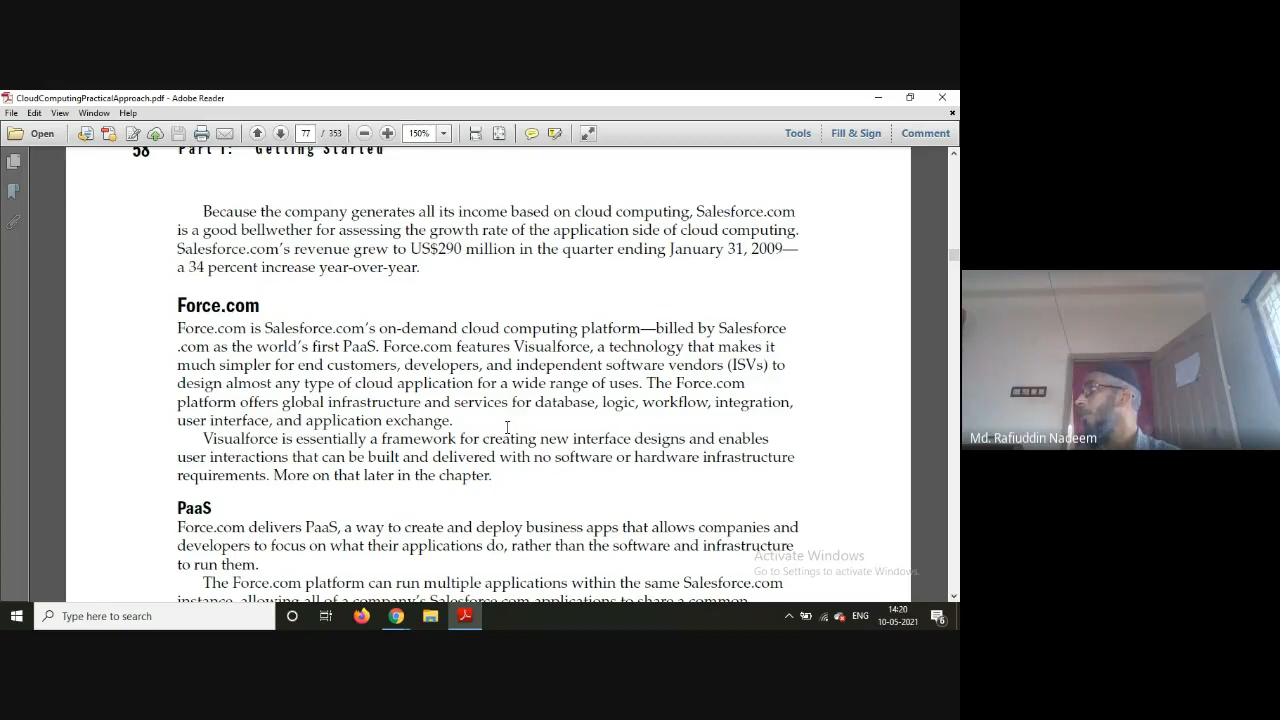 CloudComputingPracticalApproach.pdf - Adobe Reader
File Edit View Window Help
Open 77 / 353 150% Tools Fill & Sign Comment
58 Part I: Getting Started
Because the company generates all its income based on cloud computing, Salesforce.com
is a good bellwether for assessing the growth rate of the application side of cloud computing.
Salesforce.com's revenue grew to US$290 million in the quarter ending January 31, 2009—
a 34 percent increase year-over-year.
Force.com
Force.com is Salesforce.com's on-demand cloud computing platform—billed by Salesforce
.com as the world's first PaaS. Force.com features Visualforce, a technology that makes it
much simpler for end customers, developers, and independent software vendors (ISVs) to
design almost any type of cloud application for a wide range of uses. The Force.com
platform offers global infrastructure and services for database, logic, workflow, integration,
user interface, and application exchange.
Visualforce is essentially a framework for creating new interface designs and enables
user interactions that can be built and delivered with no software or hardware infrastructure
requirements. More on that later in the chapter.
PaaS
Force.com delivers PaaS, a way to create and deploy business apps that allows companies and
developers to focus on what their applications do, rather than the software and infrastructure
to run them.
The Force.com platform can run multiple applications within the same Salesforce.com
instance, allowing all of a company's Salesforce.com applications to share a common
Activate Windows
Go to Settings to activate Windows.
Type here to search
ENG
14:20
10-05-2021
6
Md. Rafiuddin Nadeem